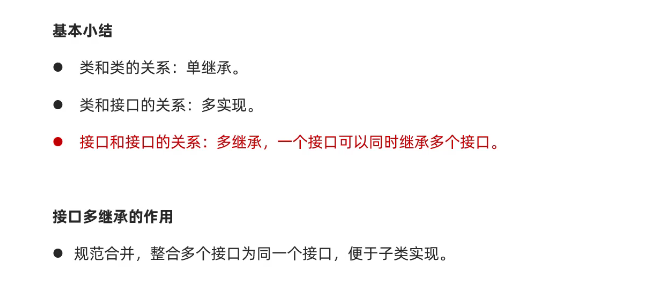 基本小结
● 类和类的关系：单继承。
● 类和接口的关系：多实现。
● 接口和接口的关系：多继承，一个接口可以同时继承多个接口。
接口多继承的作用
● 规范合并，整合多个接口为同一个接口，便于子类实现。